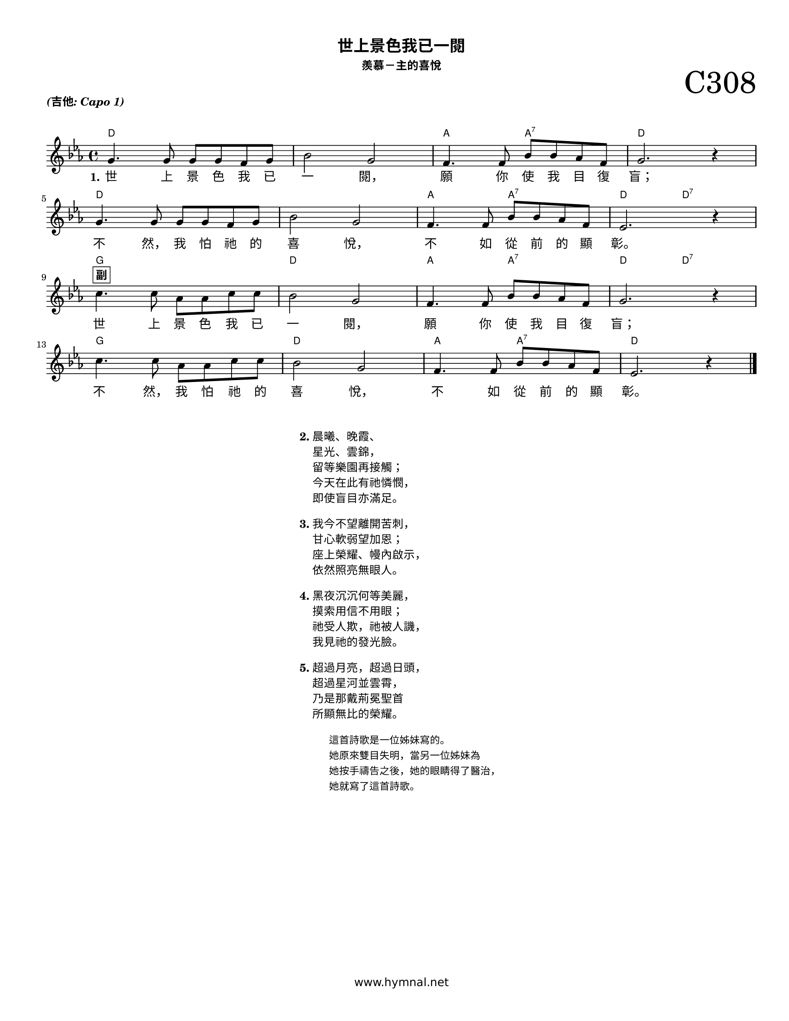 世上景色我已一閱
羨慕－主的喜悅
C308
(吉他: Capo 1)
D A A7 D
1. 世 上 景 色 我 已 一 閱， 願 你 使 我 目 復 盲；
5 D A A7 D D7
不 然， 我 怕 祂 的 喜 悅， 不 如 從 前 的 顯 彰。
G D A A7 D D7
9 副
世 上 景 色 我 已 一 閱， 願 你 使 我 目 復 盲；
13 G D A A7 D
不 然， 我 怕 祂 的 喜 悅， 不 如 從 前 的 顯 彰。
2. 晨曦、晚霞、
星光、雲錦，
留等樂園再接觸；
今天在此有祂憐憫，
即使盲目亦滿足。
3. 我今不望離開苦刺，
甘心軟弱望加恩；
座上榮耀、幔內啟示，
依然照亮無眼人。
4. 黑夜沉沉何等美麗，
摸索用信不用眼；
祂受人欺，祂被人譏，
我見祂的發光臉。
5. 超過月亮，超過日頭，
超過星河並雲霄，
乃是那戴荊冕聖首
所顯無比的榮耀。
這首詩歌是一位姊妹寫的。
她原來雙目失明，當另一位姊妹為
她按手禱告之後，她的眼睛得了醫治，
她就寫了這首詩歌。
www.hymnal.net